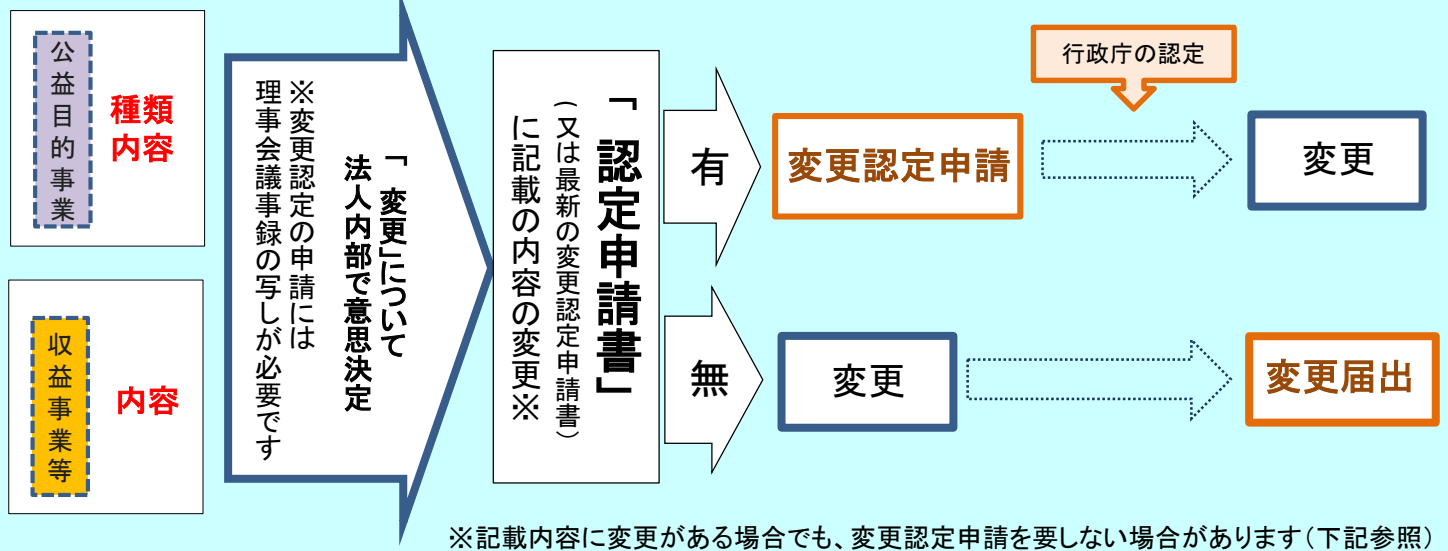 公益目的事業
種類
内容
収益事業等
内容
「変更」について
法人内部で意思決定
※変更認定の申請には
理事会議事録の写しが必要です
「認定申請書」
(又は最新の変更認定申請書)
に記載の内容の変更※
有
変更認定申請
行政庁の認定
変更
無
変更
変更届出
※記載内容に変更がある場合でも、変更認定申請を要しない場合があります(下記参照)